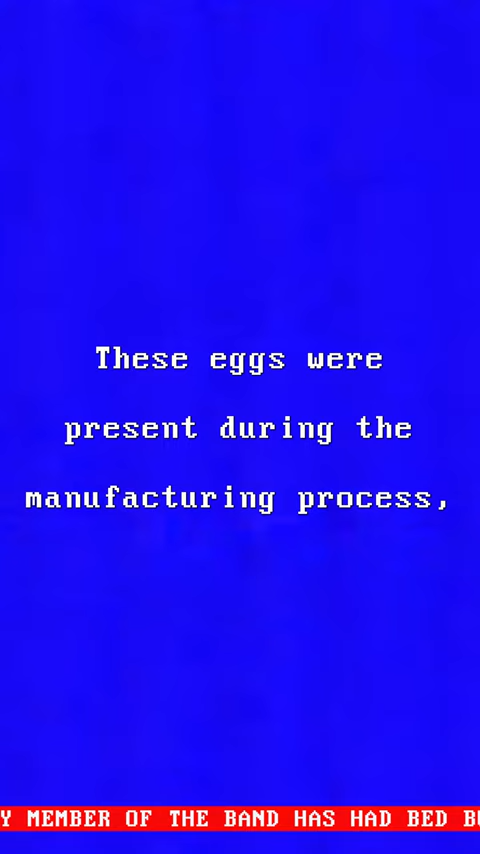 These eggs were
present during the
manufacturing process,
Y MEMBER OF THE BAND HAS HAD BED B